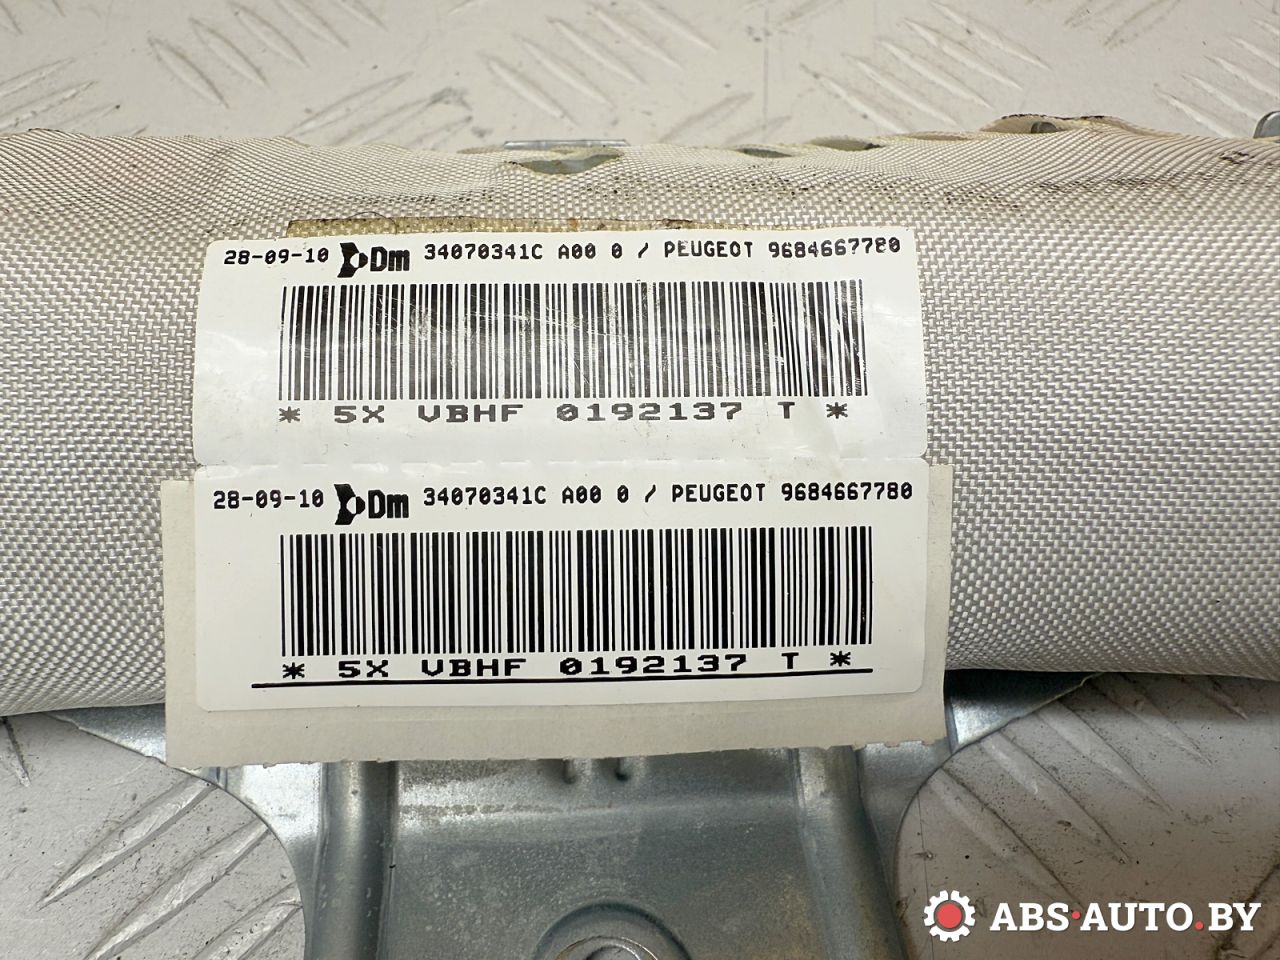 28-09-10 Dm 34070341C A00 0 / PEUGEOT 9684667780
* 5X VBHF 0192137 T *
28-09-10 Dm 34070341C A00 0 / PEUGEOT 9684667780
* 5X VBHF 0192137 T *
ABS·AUTO.BY